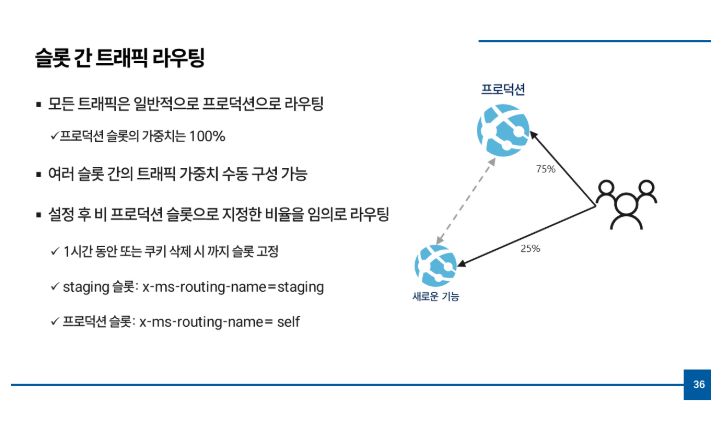 슬롯 간 트래픽 라우팅
▪ 모든 트래픽은 일반적으로 프로덕션으로 라우팅
✓프로덕션 슬롯의 가중치는 100%
▪ 여러 슬롯 간의 트래픽 가중치 수동 구성 가능
▪ 설정 후 비 프로덕션 슬롯으로 지정한 비율을 임의로 라우팅
✓ 1시간 동안 또는 쿠키 삭제 시 까지 슬롯 고정
✓ staging 슬롯: x-ms-routing-name=staging
✓ 프로덕션 슬롯: x-ms-routing-name= self
프로덕션
75%
25%
새로운 기능
36